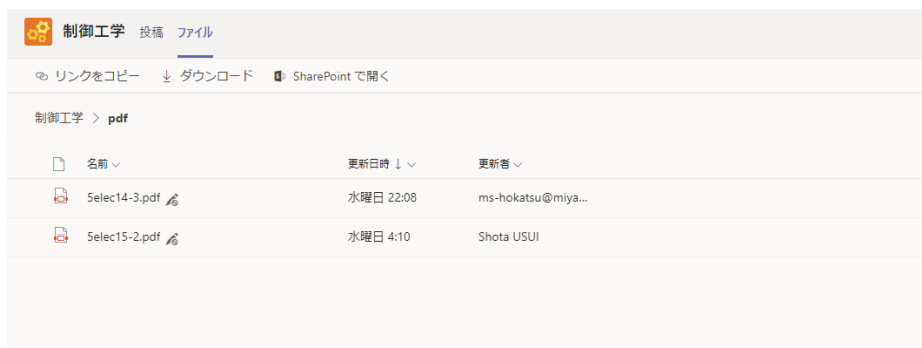 制御工学 投稿 ファイル
リンクをコピー ダウンロード SharePoint で開く
制御工学 > pdf
名前 更新日時 ↓ 更新者
5elec14-3.pdf 水曜日 22:08 ms-hokatsu@miya...
5elec15-2.pdf 水曜日 4:10 Shota USUI